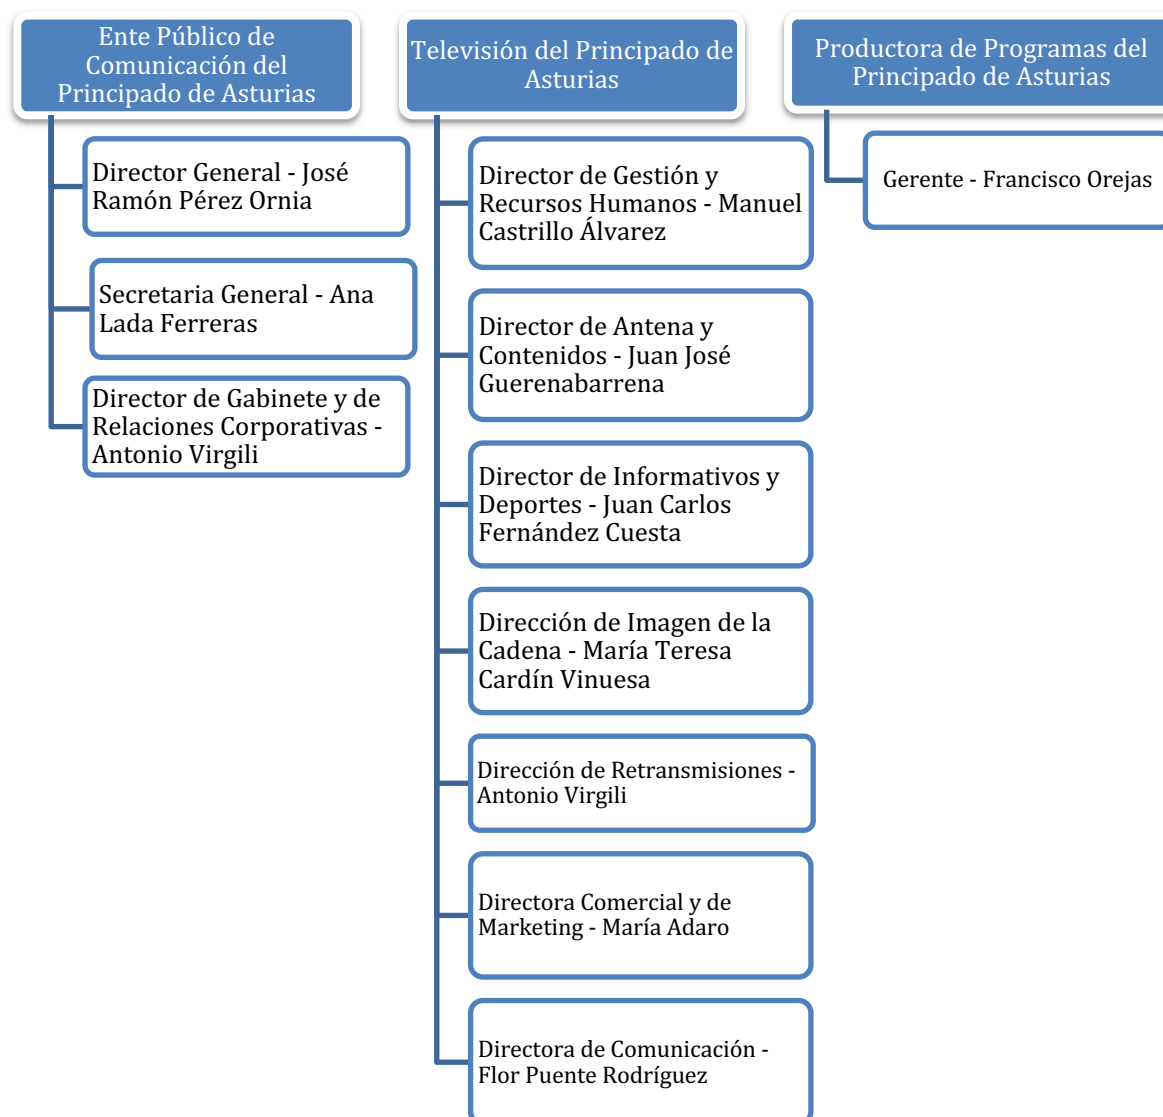 Ente Público de
Comunicación del
Principado de Asturias
Director General - José
Ramón Pérez Ornia
Secretaria General - Ana
Lada Ferreras
Director de Gabinete y de
Relaciones Corporativas -
Antonio Virgili
Televisión del Principado de
Asturias
Director de Gestión y
Recursos Humanos - Manuel
Castrillo Álvarez
Director de Antena y
Contenidos - Juan José
Guerenabarrena
Director de Informativos y
Deportes - Juan Carlos
Fernández Cuesta
Dirección de Imagen de la
Cadena - María Teresa
Cardín Vinuesa
Dirección de Retransmisiones -
Antonio Virgili
Directora Comercial y de
Marketing - María Adaro
Directora de Comunicación -
Flor Puente Rodríguez
Productora de Programas del
Principado de Asturias
Gerente - Francisco Orejas